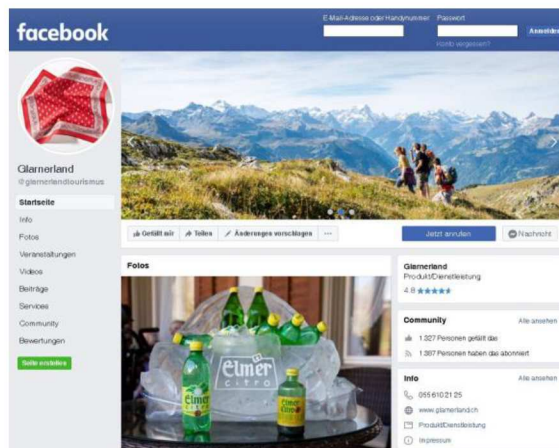 facebook
E-Mail-Adresse oder Handynummer Passwort
Anmelden
Konto vergessen?
Glarnerland
@glarnerlandtourismus
Startseite
Info
Fotos
Veranstaltungen
Videos
Beiträge
Services
Community
Bewertungen
Seite erstellen
Gefällt mir Teilen Änderungen vorschlagen ...
Jetzt anrufen Nachricht
Fotos
elmer
citro
Elmer
Citro
Elmer
Citro
Glarnerland
Produkt/Dienstleistung
4.8 ★★★★★
Community Alle ansehen
1.327 Personen gefällt das
1.387 Personen haben das abonniert
Info Alle ansehen
055 610 21 25
www.glarnerland.ch
Produkt/Dienstleistung
Impressum